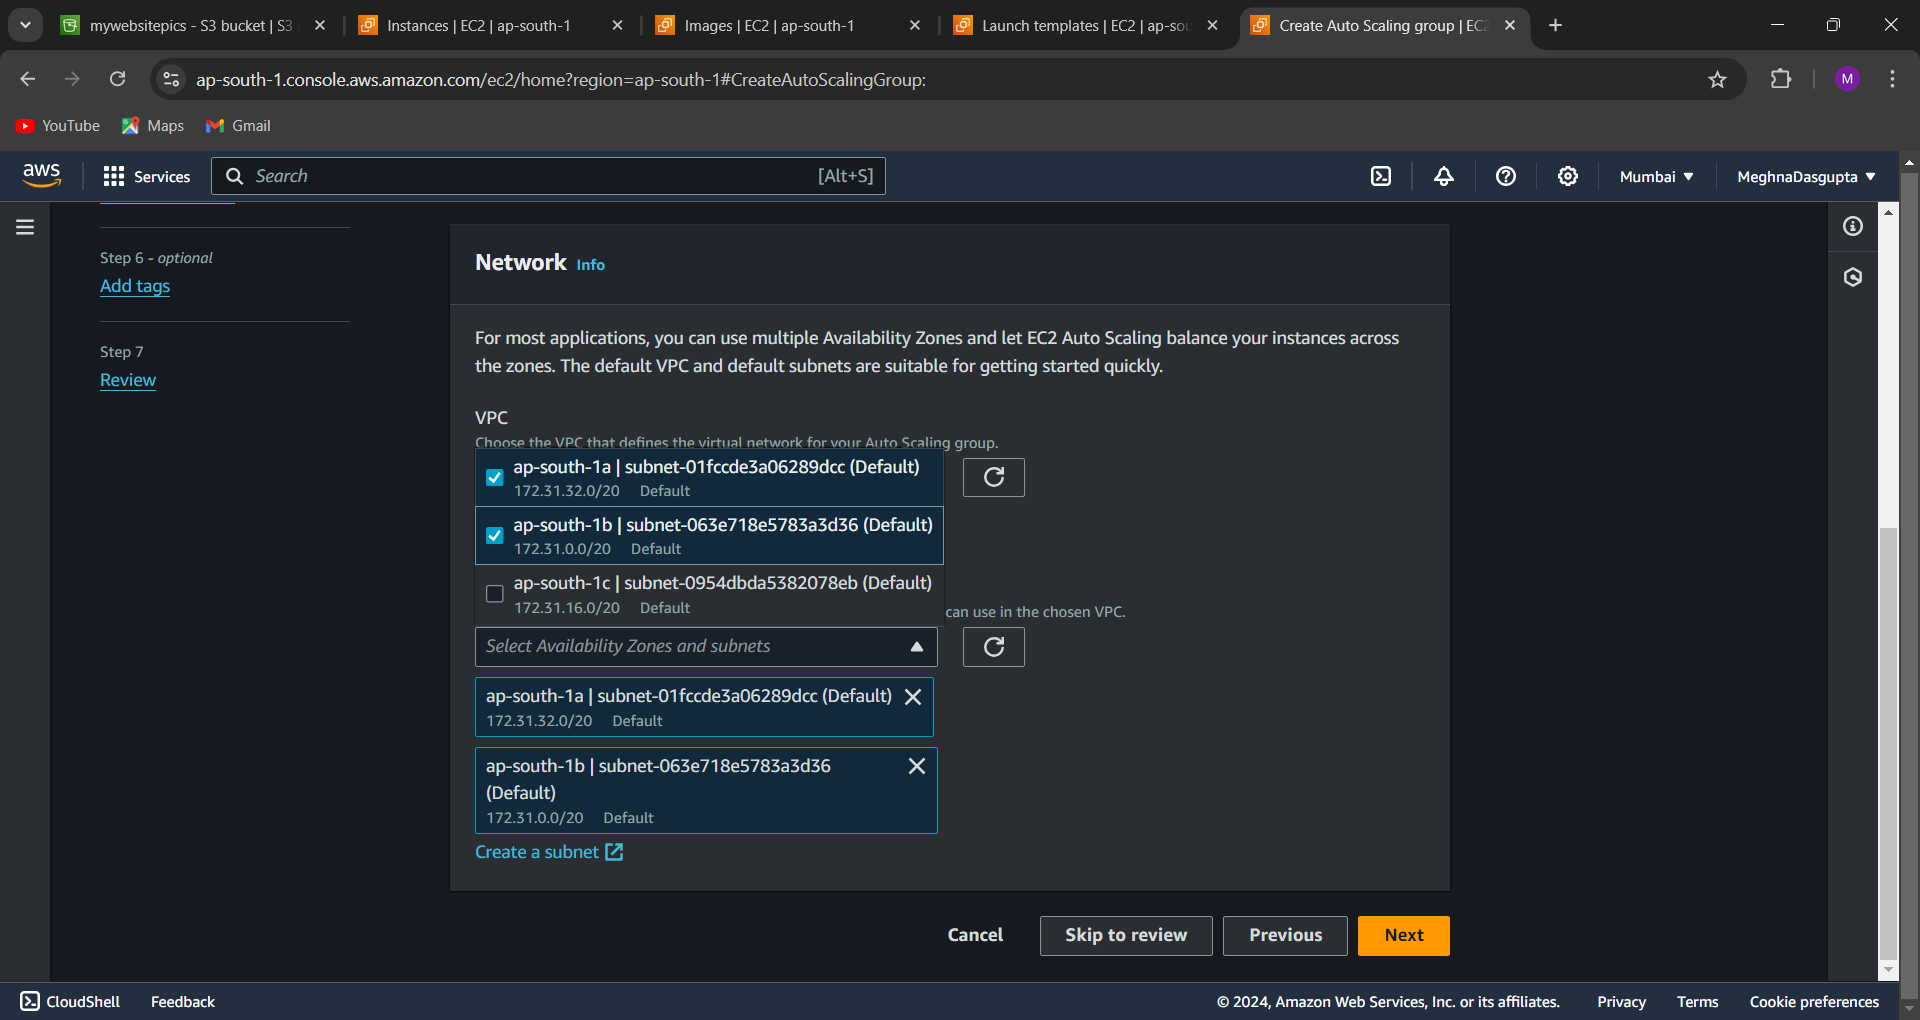 mywebsitepics - S3 bucket | S3
Instances | EC2 | ap-south-1
Images | EC2 | ap-south-1
Launch templates | EC2 | ap-sou
Create Auto Scaling group | EC2
ap-south-1.console.aws.amazon.com/ec2/home?region=ap-south-1#CreateAutoScalingGroup:
M
YouTube
Maps
Gmail
aws
Services
Search
[Alt+S]
Mumbai
MeghnaDasgupta
Step 6 - optional
Add tags
Step 7
Review
Network Info
For most applications, you can use multiple Availability Zones and let EC2 Auto Scaling balance your instances across
the zones. The default VPC and default subnets are suitable for getting started quickly.
VPC
Choose the VPC that defines the virtual network for your Auto Scaling group.
ap-south-1a | subnet-01fccde3a06289dcc (Default)
172.31.32.0/20 Default
ap-south-1b | subnet-063e718e5783a3d36 (Default)
172.31.0.0/20 Default
ap-south-1c | subnet-0954dbda5382078eb (Default)
172.31.16.0/20 Default
can use in the chosen VPC.
Select Availability Zones and subnets
ap-south-1a | subnet-01fccde3a06289dcc (Default)
172.31.32.0/20 Default
ap-south-1b | subnet-063e718e5783a3d36
(Default)
172.31.0.0/20 Default
Create a subnet
Cancel
Skip to review
Previous
Next
CloudShell
Feedback
© 2024, Amazon Web Services, Inc. or its affiliates.
Privacy
Terms
Cookie preferences